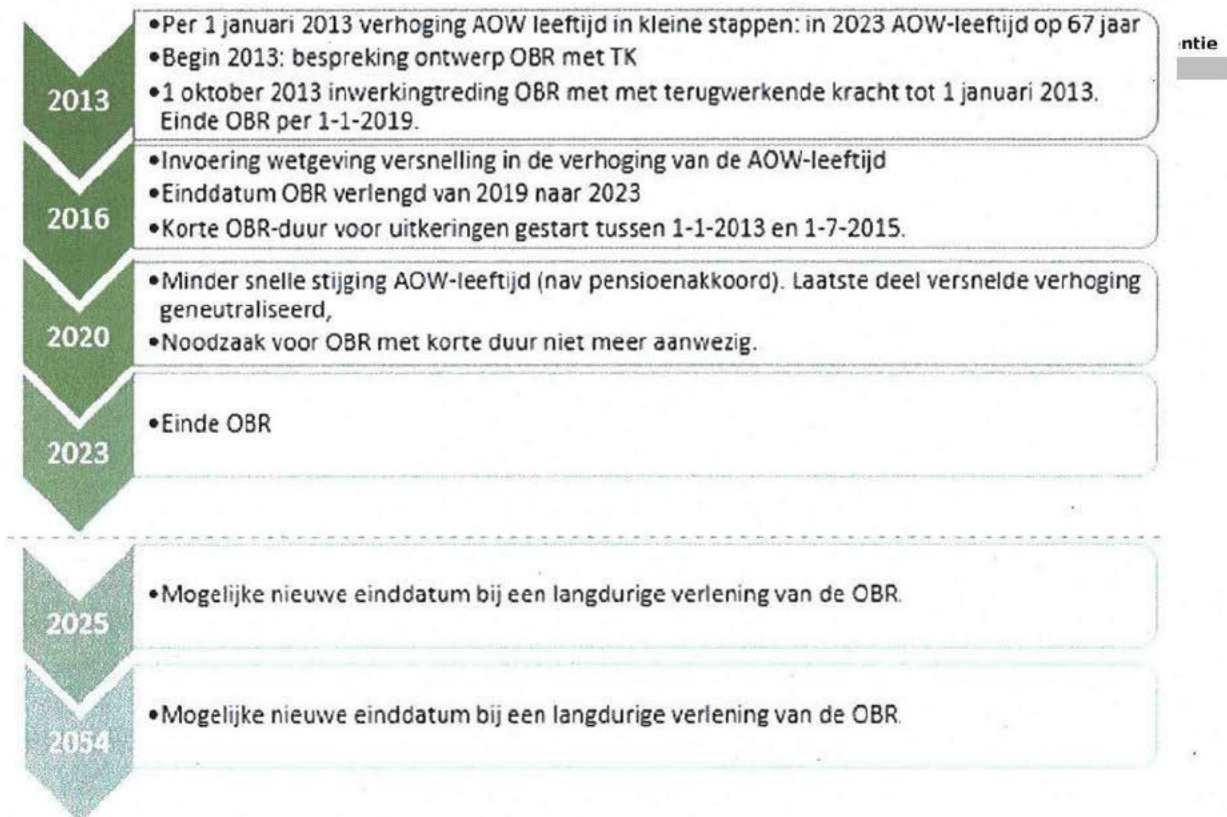 •Per 1 januari 2013 verhoging AOW leeftijd in kleine stappen: in 2023 AOW-leeftijd op 67 jaar
ntie
•Begin 2013: bespreking ontwerp OBR met TK
2013
•1 oktober 2013 inwerkingtreding OBR met met terugwerkende kracht tot 1 januari 2013.
Einde OBR per 1-1-2019.
•Invoering wetgeving versnelling in de verhoging van de AOW-leeftijd
2016
•Einddatum OBR verlengd van 2019 naar 2023
•Korte OBR-duur voor uitkeringen gestart tussen 1-1-2013 en 1-7-2015.
•Minder snelle stijging AOW-leeftijd (nav pensioenakkoord). Laatste deel versnelde verhoging
geneutraliseerd,
2020
•Noodzaak voor OBR met korte duur niet meer aanwezig.
•Einde OBR
2023
•Mogelijke nieuwe einddatum bij een langdurige verlening van de OBR.
2025
•Mogelijke nieuwe einddatum bij een langdurige verlening van de OBR.
2054